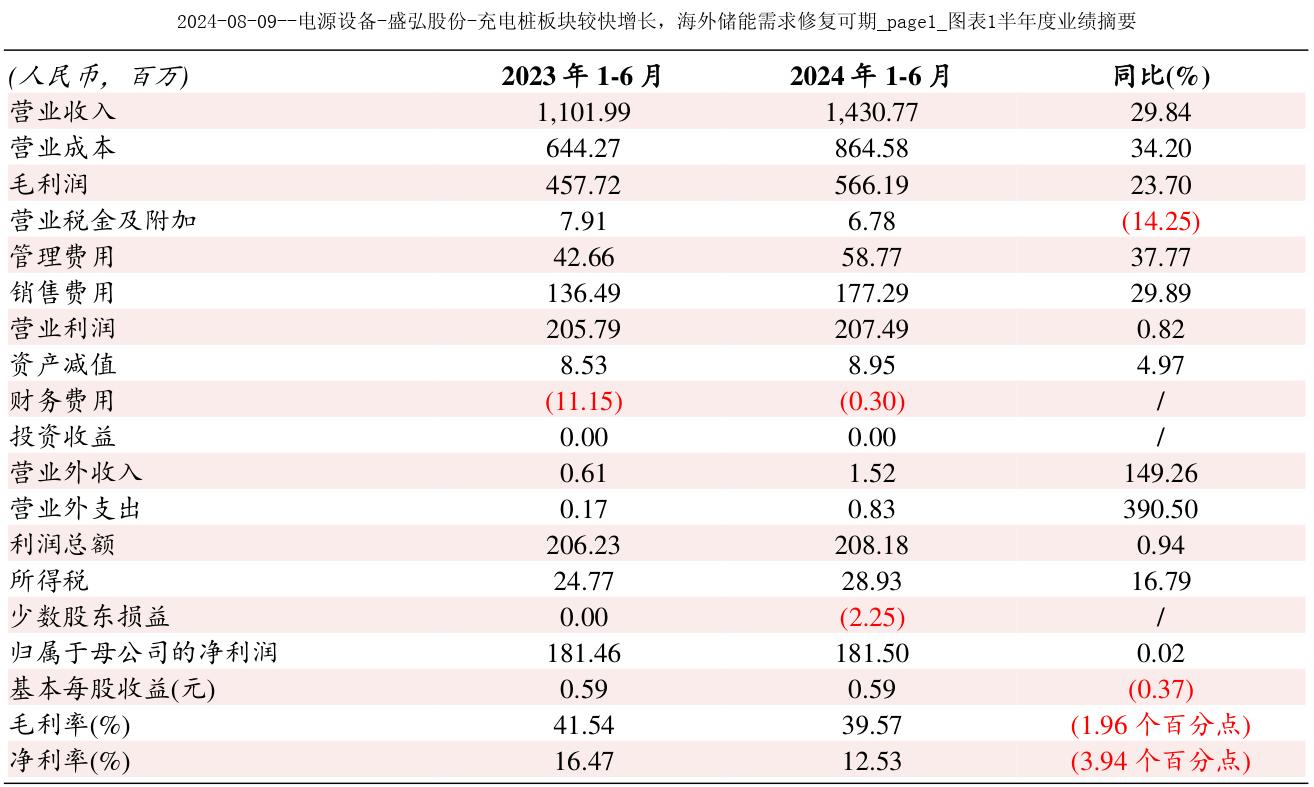 2024-08-09--电源设备-盛弘股份-充电桩板块较快增长，海外储能需求修复可期_page1_图表1半年度业绩摘要
(人民币，百万) 2023 年 1-6 月 2024 年 1-6 月 同比(%)
营业收入 1,101.99 1,430.77 29.84
营业成本 644.27 864.58 34.20
毛利润 457.72 566.19 23.70
营业税金及附加 7.91 6.78 (14.25)
管理费用 42.66 58.77 37.77
销售费用 136.49 177.29 29.89
营业利润 205.79 207.49 0.82
资产减值 8.53 8.95 4.97
财务费用 (11.15) (0.30) /
投资收益 0.00 0.00 /
营业外收入 0.61 1.52 149.26
营业外支出 0.17 0.83 390.50
利润总额 206.23 208.18 0.94
所得税 24.77 28.93 16.79
少数股东损益 0.00 (2.25) /
归属于母公司的净利润 181.46 181.50 0.02
基本每股收益(元) 0.59 0.59 (0.37)
毛利率(%) 41.54 39.57 (1.96 个百分点)
净利率(%) 16.47 12.53 (3.94 个百分点)